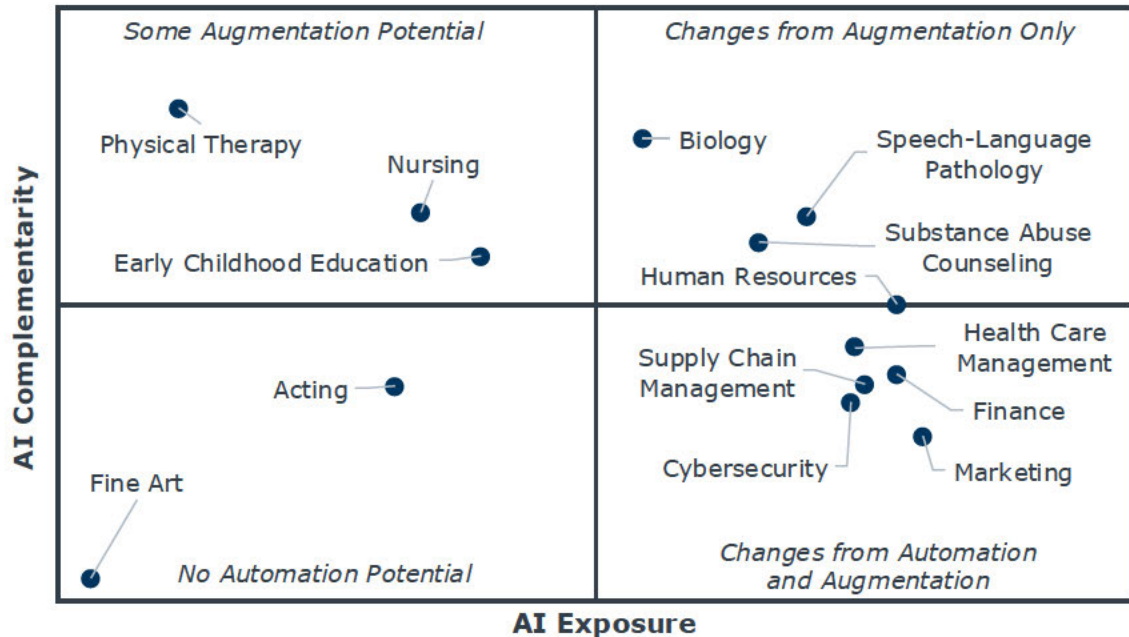 Some Augmentation Potential
Changes from Augmentation Only
Physical Therapy
Nursing
Early Childhood Education
Biology
Speech-Language
Pathology
Substance Abuse
Counseling
Human Resources
Health Care
Management
Supply Chain
Management
Finance
Cybersecurity
Marketing
Acting
Fine Art
No Automation Potential
Changes from Automation
and Augmentation
AI Complementarity
AI Exposure